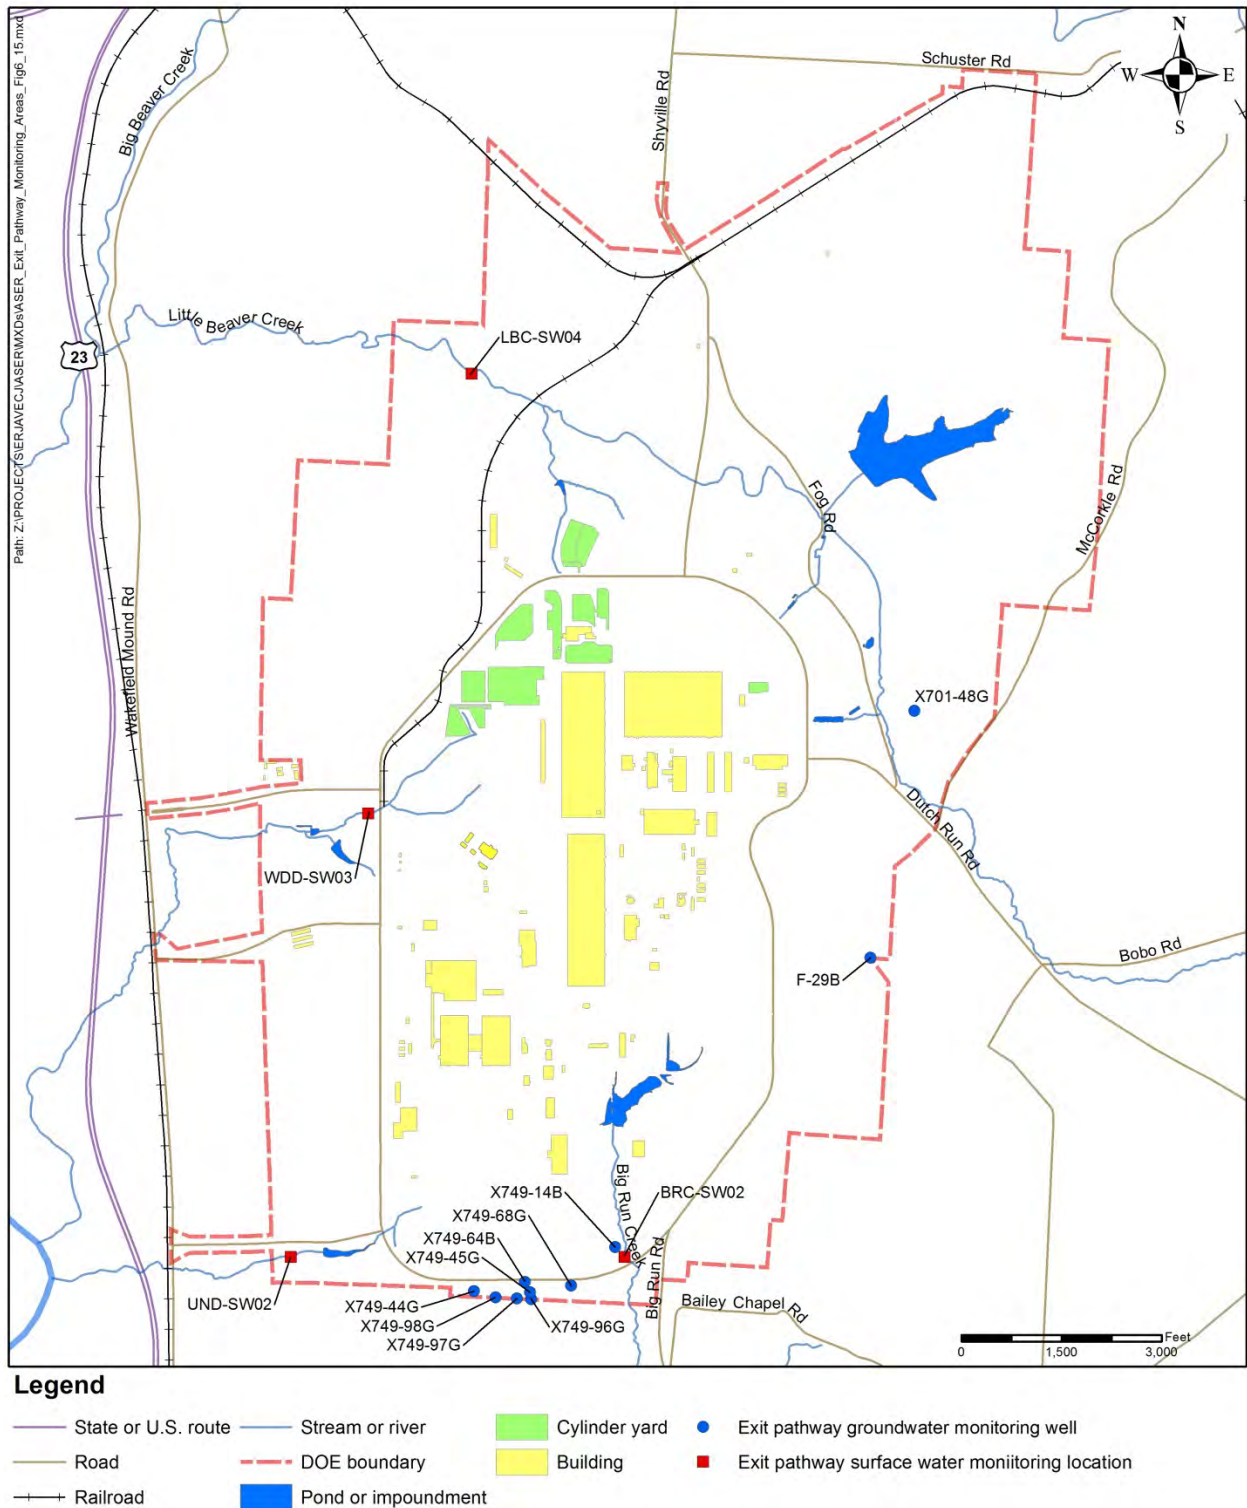 Path: Z:\PROJECTS\ERJAVECJ\ASER\MXDs\ASER_Exit_Pathway_Monitoring_Areas_Fig6_15.mxd
N
W
E
S
Schuster Rd
Shyville Rd
Big Beaver Creek
Little Beaver Creek
LBC-SW04
23
Fog Rd
McCorkle Rd
Wakefield Mound Rd
X701-48G
Dutch Run Rd
WDD-SW03
Bobo Rd
F-29B
Big Run Creek
X749-14B
BRC-SW02
X749-68G
X749-64B
X749-45G
Big Run Rd
UND-SW02
X749-44G
X749-98G
X749-97G
X749-96G
Bailey Chapel Rd
Feet
0 1,500 3,000
Legend
State or U.S. route
Stream or river
Cylinder yard
Exit pathway groundwater monitoring well
Road
DOE boundary
Building
Exit pathway surface water moniitoring location
Railroad
Pond or impoundment